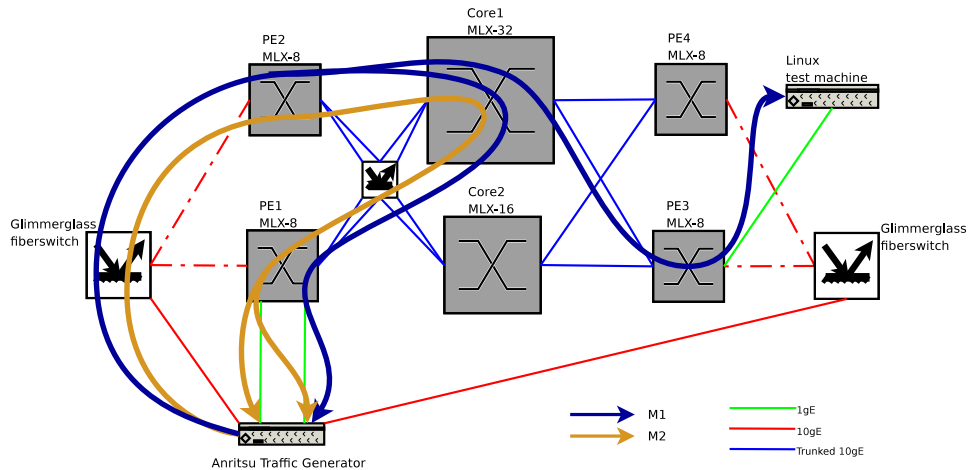 Core1
MLX-32
PE2
MLX-8
PE4
MLX-8
Linux
test machine
PE1
MLX-8
Core2
MLX-16
PE3
MLX-8
Glimmerglass
fiberswitch
Glimmerglass
fiberswitch
M1
M2
1gE
10gE
Trunked 10gE
Anritsu Traffic Generator